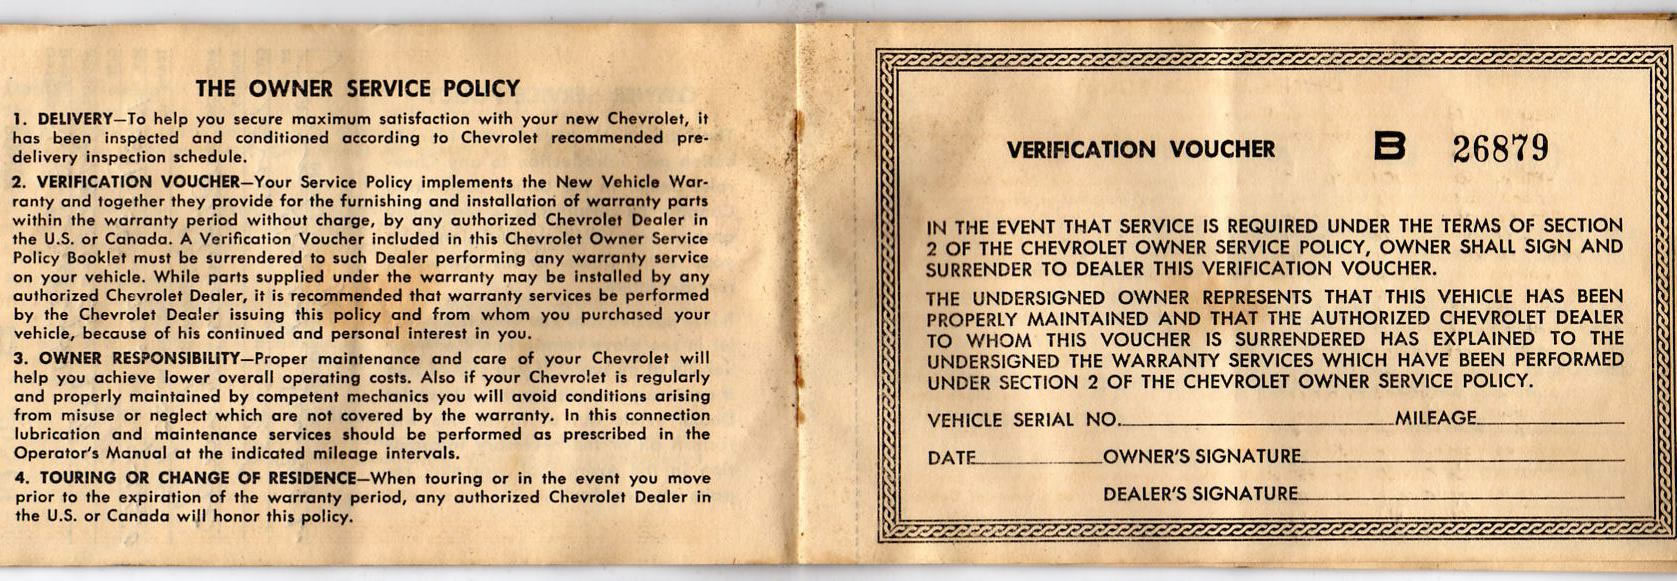 THE OWNER SERVICE POLICY
1. DELIVERY—To help you secure maximum satisfaction with your new Chevrolet, it
has been inspected and conditioned according to Chevrolet recommended pre-
delivery inspection schedule.
2. VERIFICATION VOUCHER—Your Service Policy implements the New Vehicle War-
ranty and together they provide for the furnishing and installation of warranty parts
within the warranty period without charge, by any authorized Chevrolet Dealer in
the U.S. or Canada. A Verification Voucher included in this Chevrolet Owner Service
Policy Booklet must be surrendered to such Dealer performing any warranty service
on your vehicle. While parts supplied under the warranty may be installed by any
authorized Chevrolet Dealer, it is recommended that warranty services be performed
by the Chevrolet Dealer issuing this policy and from whom you purchased your
vehicle, because of his continued and personal interest in you.
3. OWNER RESPONSIBILITY—Proper maintenance and care of your Chevrolet will
help you achieve lower overall operating costs. Also if your Chevrolet is regularly
and properly maintained by competent mechanics you will avoid conditions arising
from misuse or neglect which are not covered by the warranty. In this connection
lubrication and maintenance services should be performed as prescribed in the
Operator's Manual at the indicated mileage intervals.
4. TOURING OR CHANGE OF RESIDENCE—When touring or in the event you move
prior to the expiration of the warranty period, any authorized Chevrolet Dealer in
the U.S. or Canada will honor this policy.
VERIFICATION VOUCHER B 26879
IN THE EVENT THAT SERVICE IS REQUIRED UNDER THE TERMS OF SECTION
2 OF THE CHEVROLET OWNER SERVICE POLICY, OWNER SHALL SIGN AND
SURRENDER TO DEALER THIS VERIFICATION VOUCHER.
THE UNDERSIGNED OWNER REPRESENTS THAT THIS VEHICLE HAS BEEN
PROPERLY MAINTAINED AND THAT THE AUTHORIZED CHEVROLET DEALER
TO WHOM THIS VOUCHER IS SURRENDERED HAS EXPLAINED TO THE
UNDERSIGNED THE WARRANTY SERVICES WHICH HAVE BEEN PERFORMED
UNDER SECTION 2 OF THE CHEVROLET OWNER SERVICE POLICY.
VEHICLE SERIAL NO. MILEAGE
DATE OWNER'S SIGNATURE
DEALER'S SIGNATURE